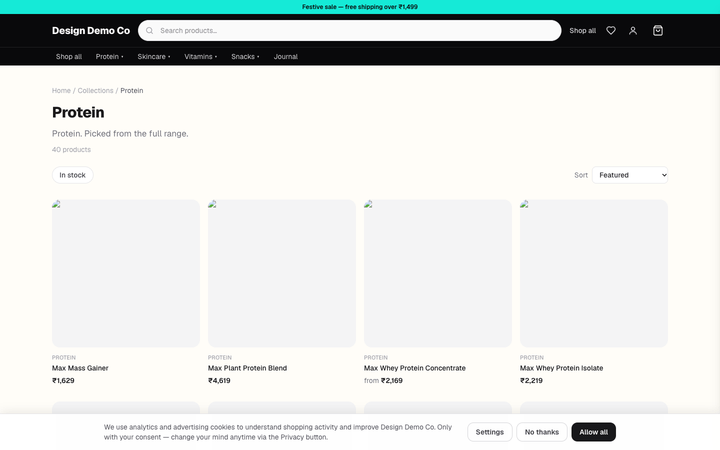 Festive sale — free shipping over ₹1,499
Design Demo Co
Search products...
Shop all
Shop all
Protein
Skincare
Vitamins
Snacks
Journal
Home / Collections / Protein
Protein
Protein. Picked from the full range.
40 products
In stock
Sort
Featured
PROTEIN
Max Mass Gainer
₹1,629
PROTEIN
Max Plant Protein Blend
₹4,619
PROTEIN
Max Whey Protein Concentrate
from ₹2,169
PROTEIN
Max Whey Protein Isolate
₹2,219
We use analytics and advertising cookies to understand shopping activity and improve Design Demo Co. Only
with your consent — change your mind anytime via the Privacy button.
Settings
No thanks
Allow all